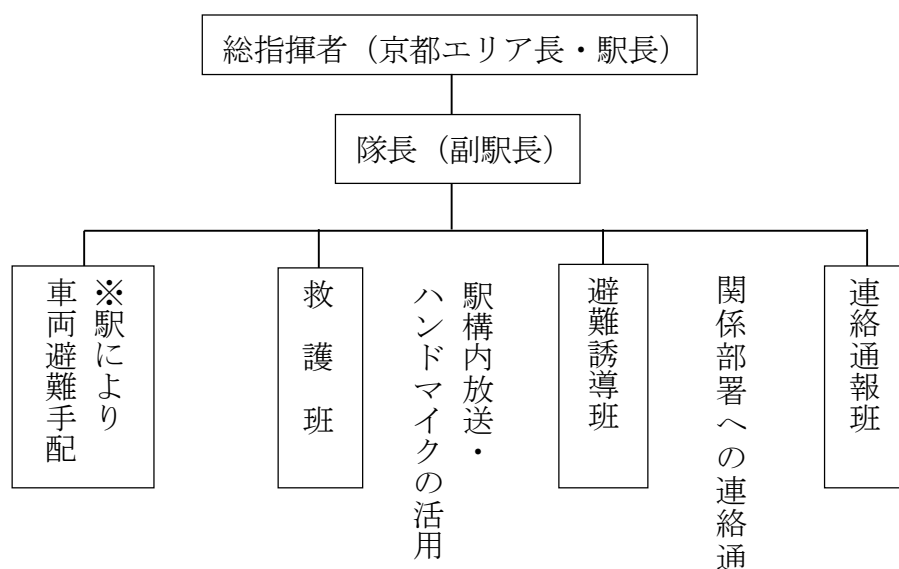 総指揮者（京都エリア長・駅長）
隊長（副駅長）
連絡通報班
関係部署への連絡通
避難誘導班
駅構内放送・
ハンドマイクの活用
救護班
※駅により
車両避難手配